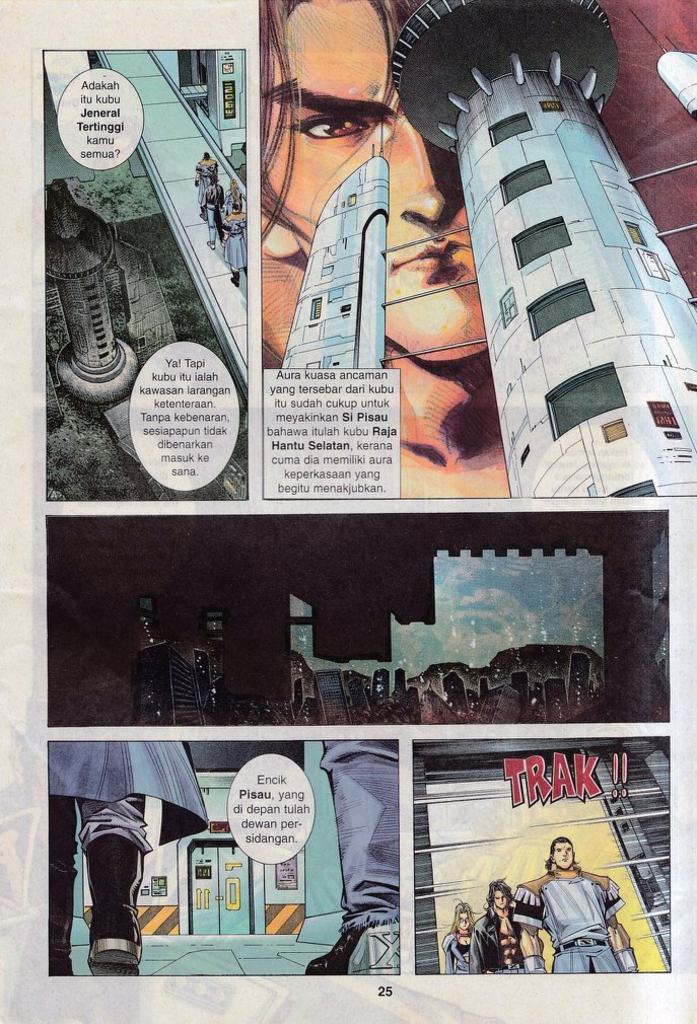 Adakah
itu kubu
Jeneral
Tertinggi
kamu
semua?
Ya! Tapi
kubu itu ialah
kawasan larangan
ketenteraan.
Tanpa kebenaran,
sesiapapun tidak
dibenarkan
masuk ke
sana.
Aura kuasa ancaman
yang tersebar dari kubu
itu sudah cukup untuk
meyakinkan Si Pisau
bahawa itulah kubu Raja
Hantu Selatan, kerana
cuma dia memiliki aura
keperkasaan yang
begitu menakjubkan.
Encik
Pisau, yang
di depan tulah
dewan per-
sidangan.
TRAK!!
25